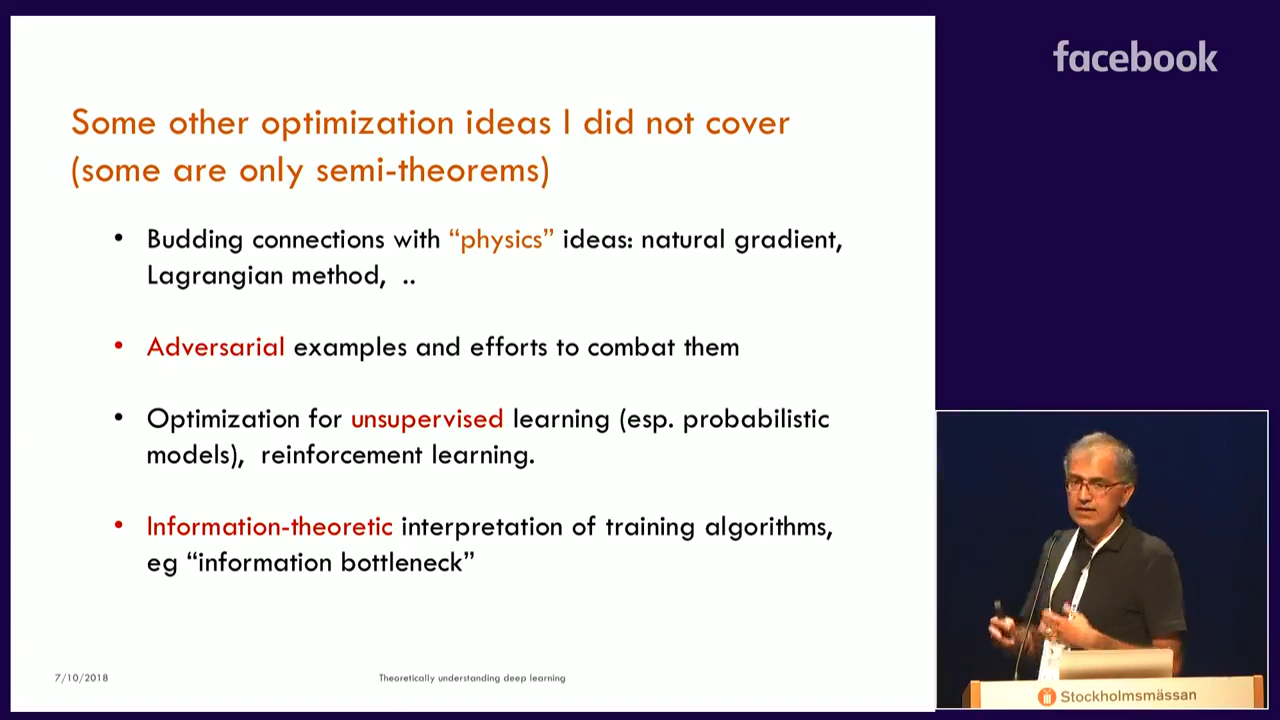 facebook
Some other optimization ideas I did not cover
(some are only semi-theorems)
• Budding connections with “physics” ideas: natural gradient,
Lagrangian method,  ..
• Adversarial examples and efforts to combat them
• Optimization for unsupervised learning (esp. probabilistic
models),  reinforcement learning.
• Information-theoretic interpretation of training algorithms,
eg “information bottleneck”
7/10/2018
Theoretically understanding deep learning
Stockholmsmässan